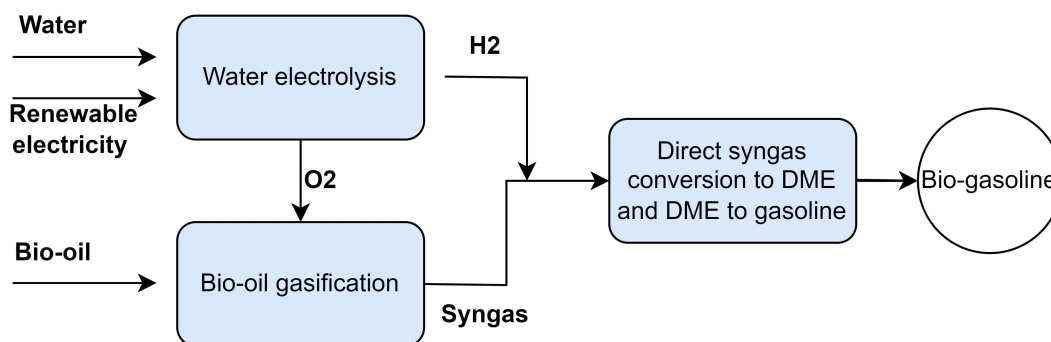 Water
H2
Water electrolysis
Renewable
electricity
O2
Direct syngas
conversion to DME
and DME to gasoline
Bio-gasoline
Bio-oil
Bio-oil gasification
Syngas